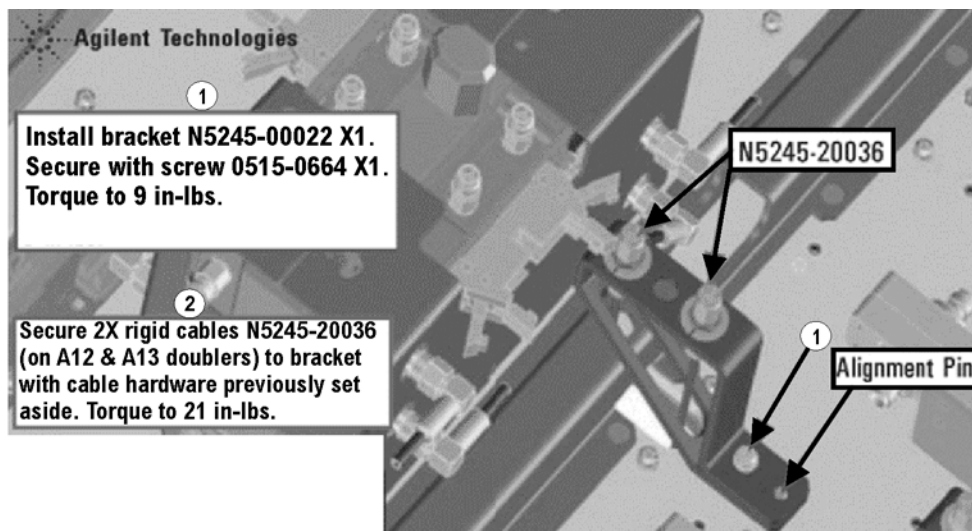 Agilent Technologies
1
Install bracket N5245-00022 X1.
Secure with screw 0515-0664 X1.
Torque to 9 in-lbs.
N5245-20036
2
Secure 2X rigid cables N5245-20036
(on A12 & A13 doublers) to bracket
with cable hardware previously set
aside. Torque to 21 in-lbs.
1
Alignment Pin